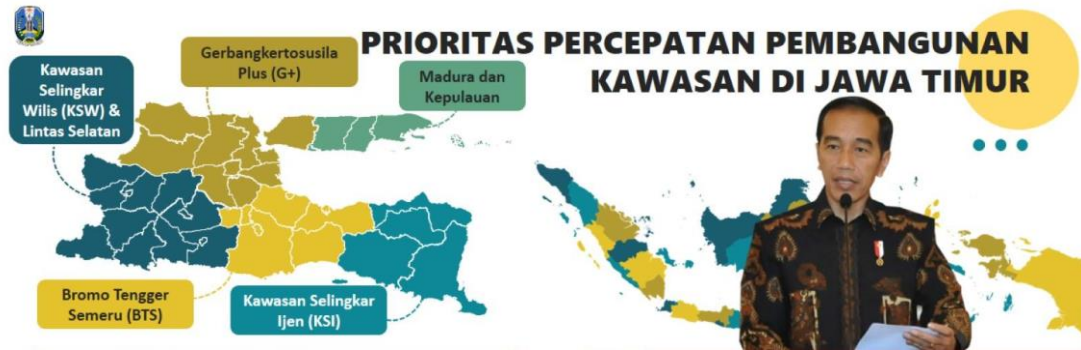 PRIORITAS PERCEPATAN PEMBANGUNAN
KAWASAN DI JAWA TIMUR
Kawasan
Selingkar
Wilis (KSW) &
Lintas Selatan
Gerbangkertosusila
Plus (G+)
Madura dan
Kepulauan
Bromo Tengger
Semeru (BTS)
Kawasan Selingkar
Ijen (KSI)